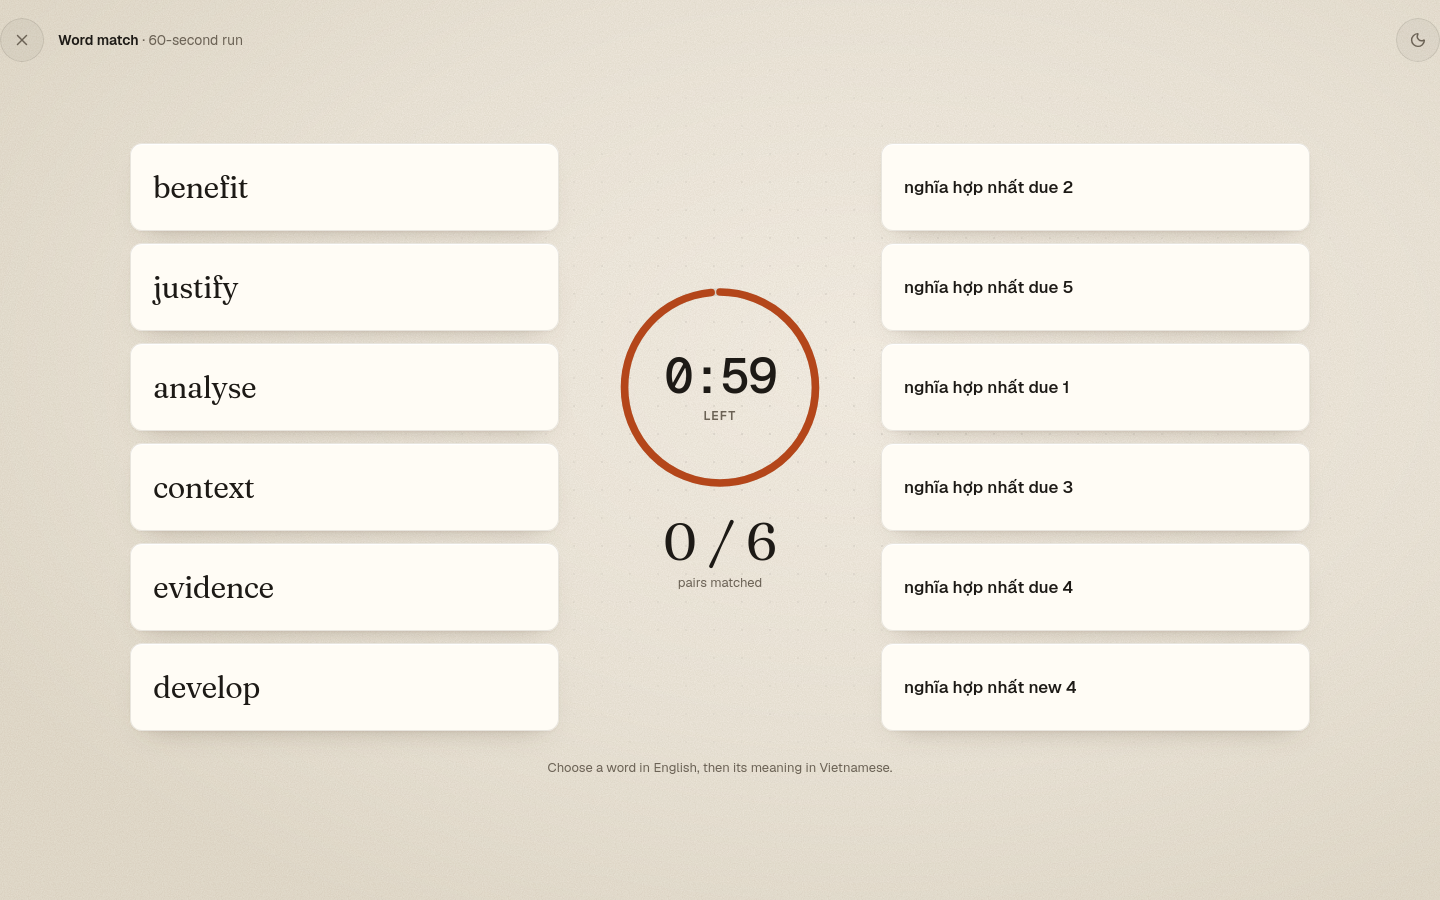 Word match · 60-second run
benefit
justify
analyse
context
evidence
develop
0:59
LEFT
0 / 6
pairs matched
nghĩa hợp nhất due 2
nghĩa hợp nhất due 5
nghĩa hợp nhất due 1
nghĩa hợp nhất due 3
nghĩa hợp nhất due 4
nghĩa hợp nhất new 4
Choose a word in English, then its meaning in Vietnamese.